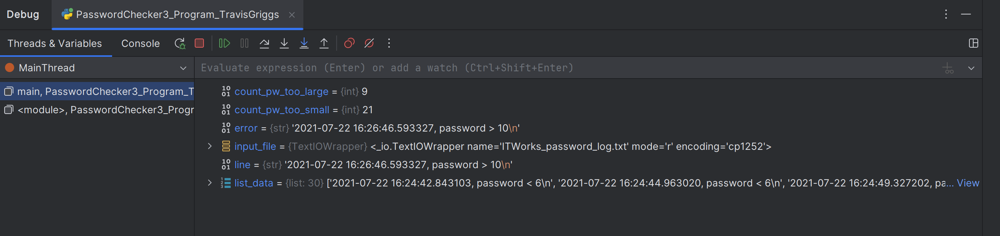 Debug PasswordChecker3_Program_TravisGriggs
Threads & Variables Console
MainThread
Evaluate expression (Enter) or add a watch (Ctrl+Shift+Enter)
main, PasswordChecker3_Program_T
<module>, PasswordChecker3_Progr
count_pw_too_large = {int} 9
count_pw_too_small = {int} 21
error = {str} '2021-07-22 16:26:46.593327, password > 10\n'
input_file = {TextIOWrapper} <_io.TextIOWrapper name='ITWorks_password_log.txt' mode='r' encoding='cp1252'>
line = {str} '2021-07-22 16:26:46.593327, password > 10\n'
list_data = {list: 30} ['2021-07-22 16:24:42.843103, password < 6\n', '2021-07-22 16:24:44.963020, password < 6\n', '2021-07-22 16:24:49.327202, pa... View